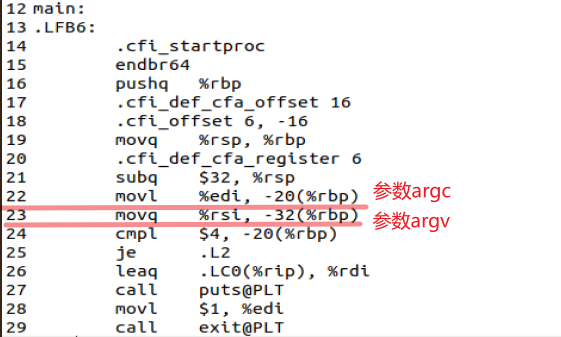 12 main:
13 .LFB6:
14 .cfi_startproc
15 endbr64
16 pushq %rbp
17 .cfi_def_cfa_offset 16
18 .cfi_offset 6, -16
19 movq %rsp, %rbp
20 .cfi_def_cfa_register 6
21 subq $32, %rsp
22 movl %edi, -20(%rbp) 参数argc
23 movq %rsi, -32(%rbp) 参数argv
24 cmpl $4, -20(%rbp)
25 je .L2
26 leaq .LC0(%rip), %rdi
27 call puts@PLT
28 movl $1, %edi
29 call exit@PLT